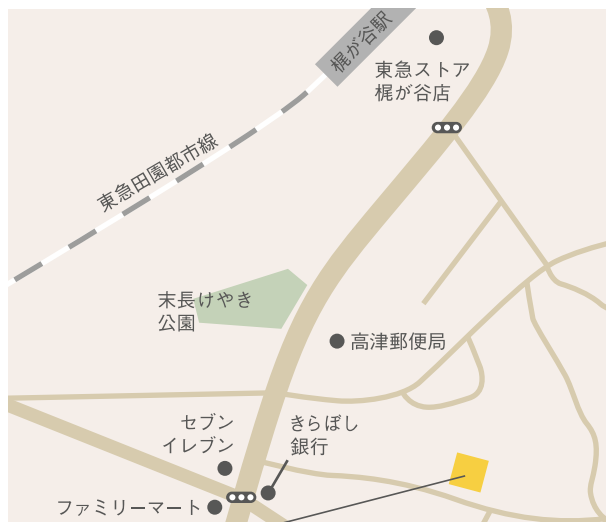 梶が谷駅
東急ストア
梶が谷店
東急田園都市線
末長けやき
公園
高津郵便局
セブン
イレブン
きらぼし
銀行
ファミリーマート